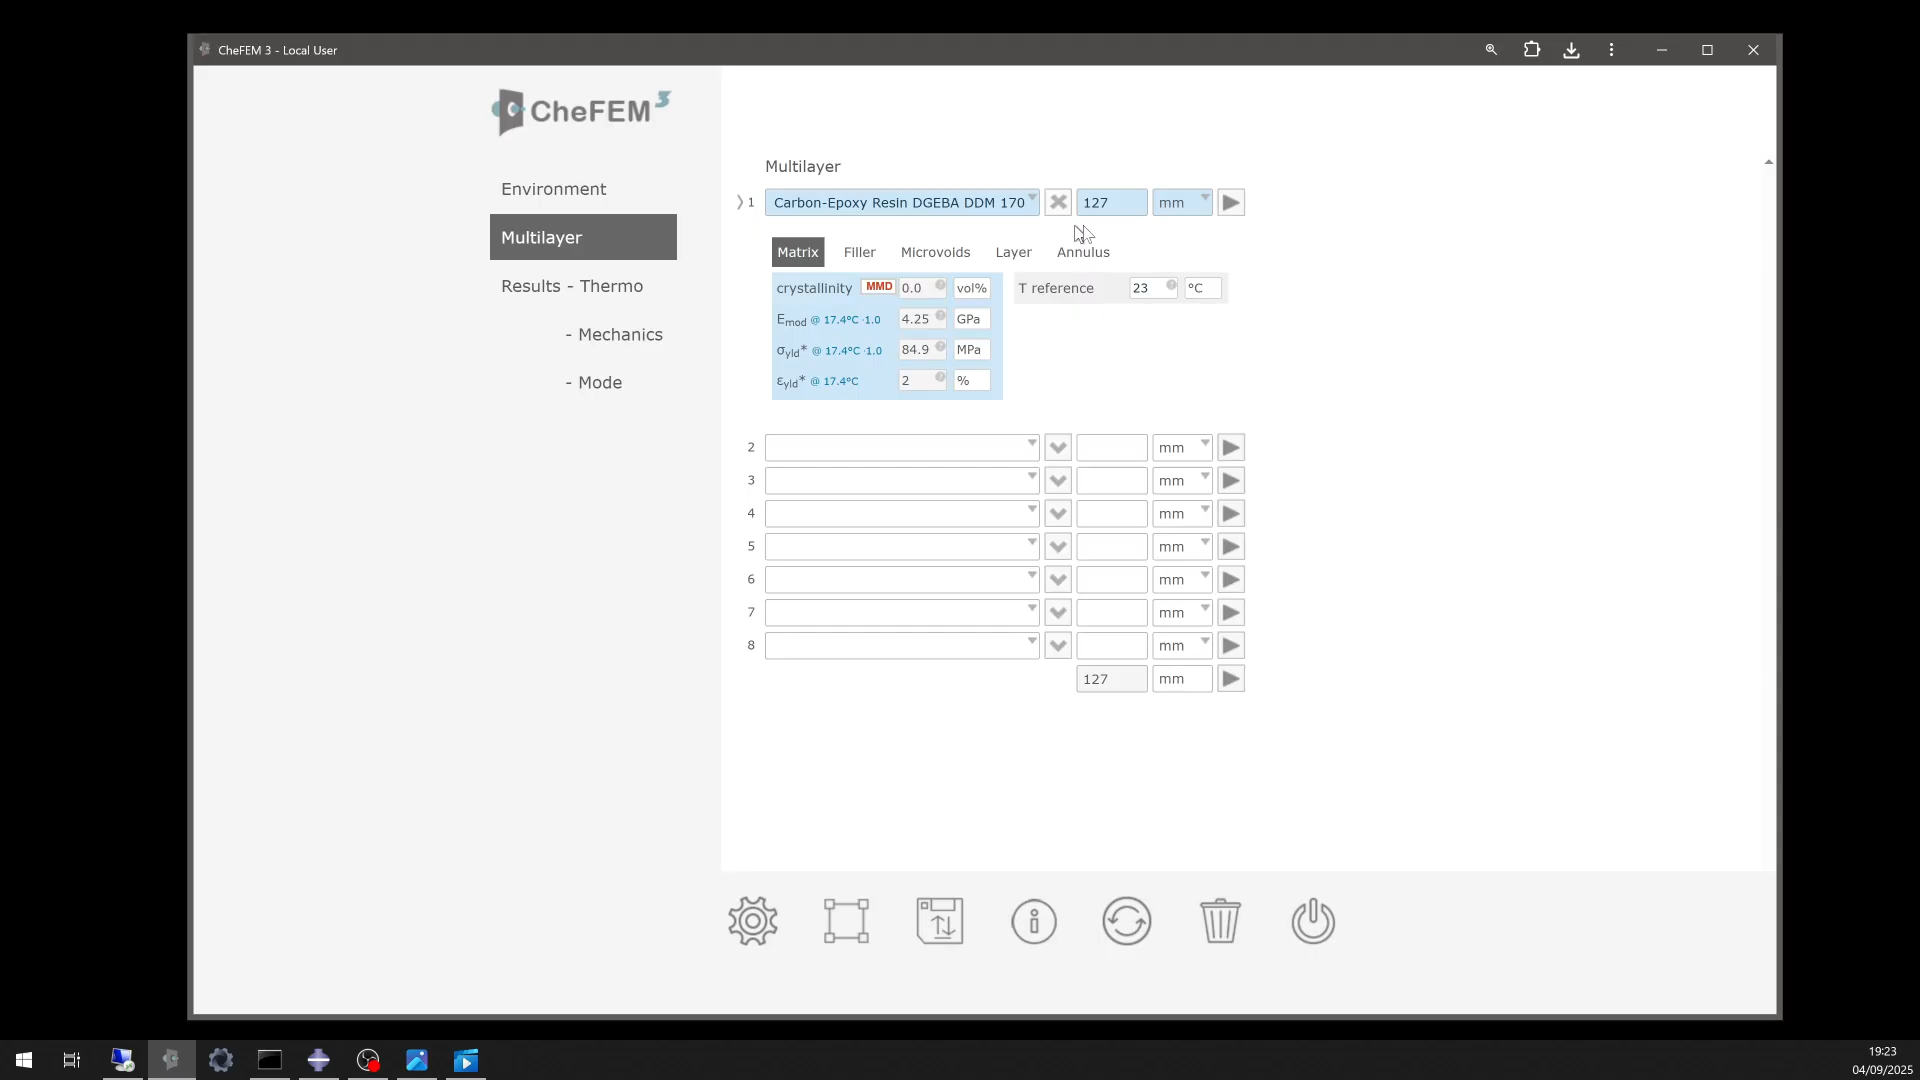 CheFEM 3 - Local User
CheFEM 3
Environment
Multilayer
Results - Thermo
- Mechanics
- Mode
Multilayer
1 Carbon-Epoxy Resin DGEBA DDM 170 127 mm
Matrix Filler Microvoids Layer Annulus
crystallinity MMD 0.0 ? vol% T reference 23 ? °C
Emod @ 17.4°C ·1.0 4.25 ? GPa
σyld* @ 17.4°C ·1.0 84.9 ? MPa
εyld* @ 17.4°C 2 ? %
2 mm
3 mm
4 mm
5 mm
6 mm
7 mm
8 mm
127 mm
19:23
04/09/2025